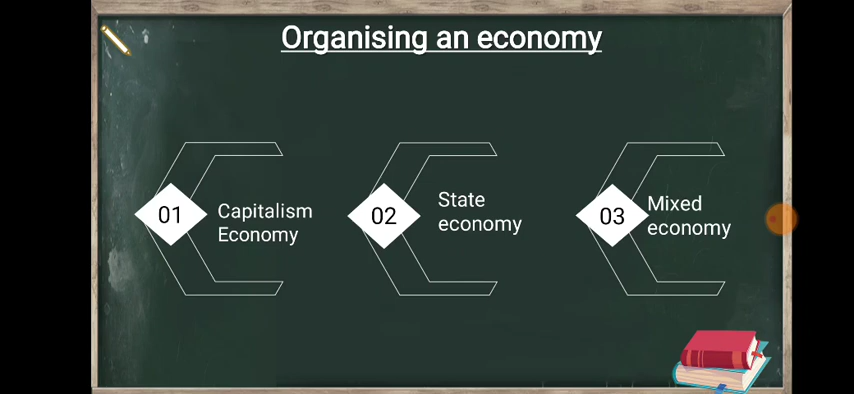 Organising an economy
01
Capitalism
Economy
02
State
economy
03
Mixed
economy